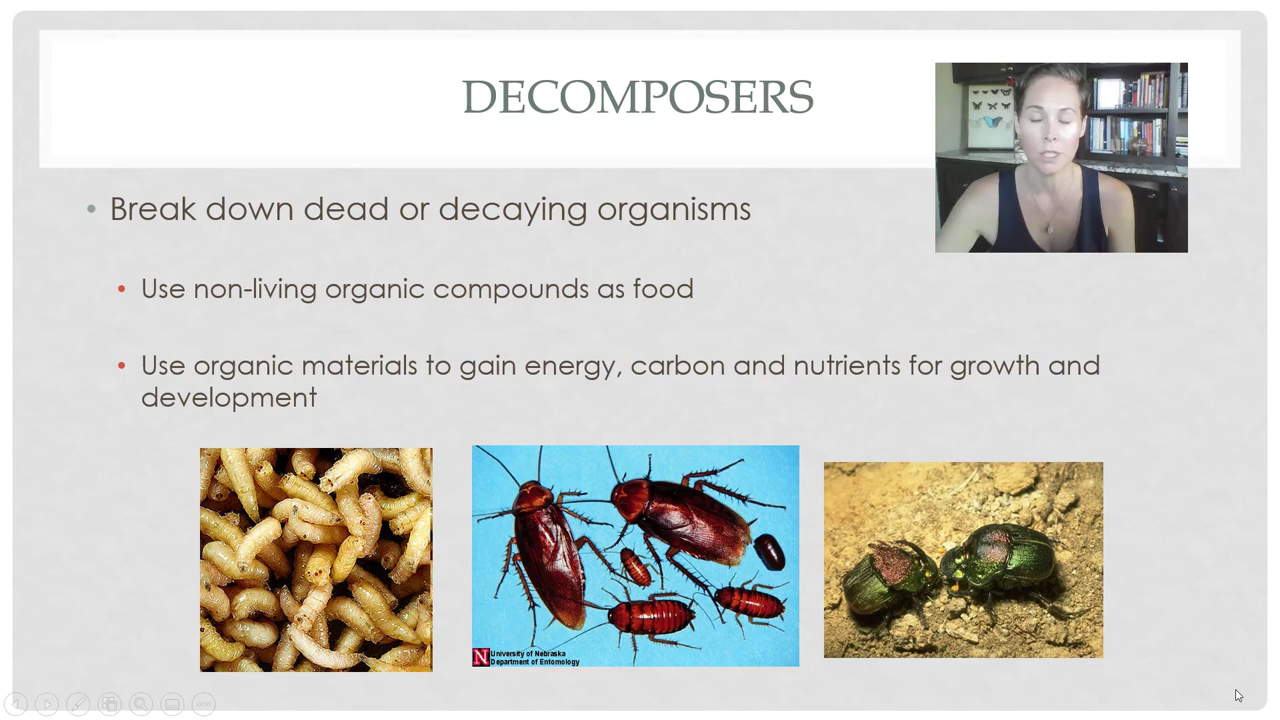 DECOMPOSERS
• Break down dead or decaying organisms
• Use non-living organic compounds as food
• Use organic materials to gain energy, carbon and nutrients for growth and
development
N University of Nebraska
Department of Entomology